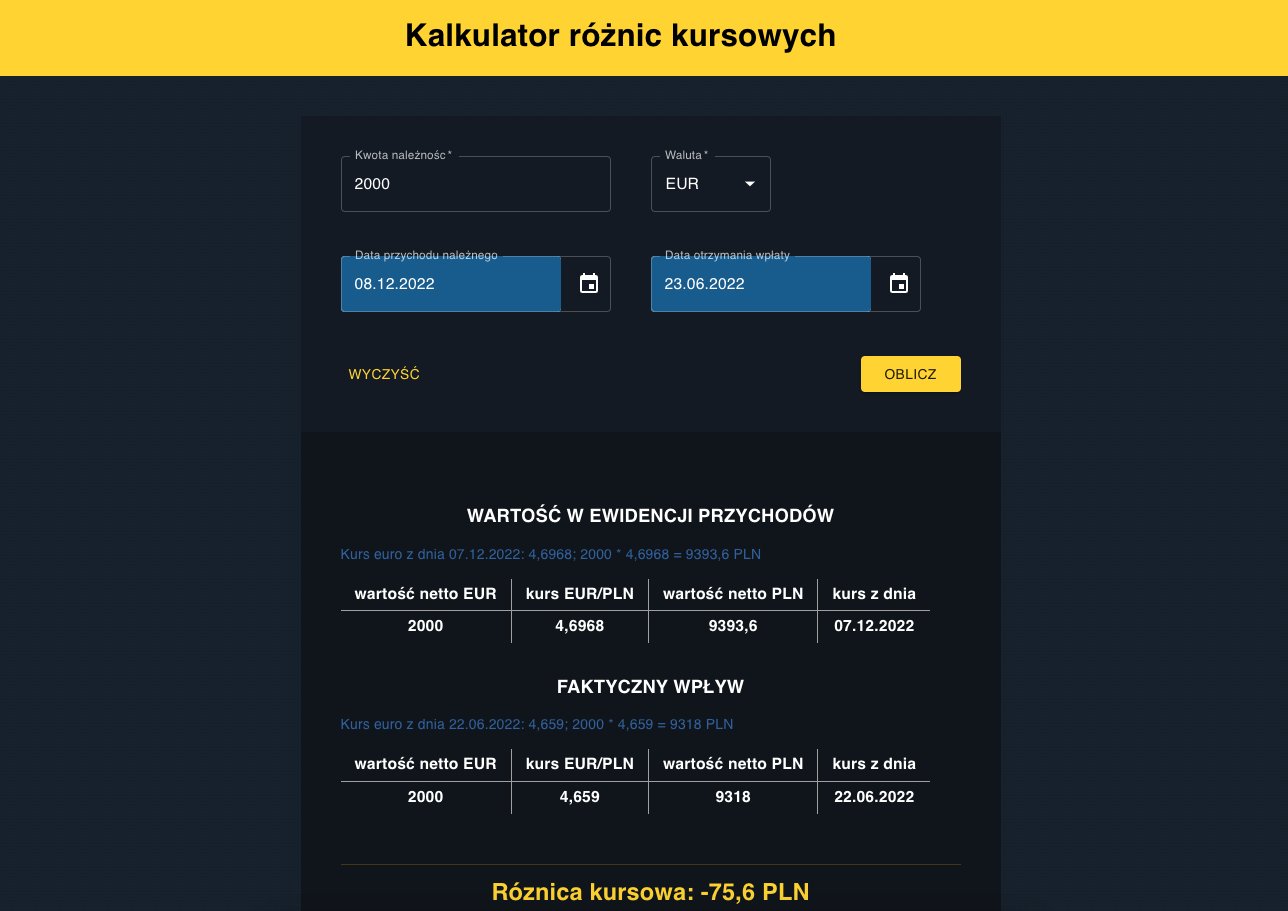 Kalkulator różnic kursowych
Kwota należnośc *
Waluta *
2000
EUR
Data przychodu należnego
Data otrzymania wpłaty
08.12.2022
23.06.2022
WYCZYŚĆ
OBLICZ
WARTOŚĆ W EWIDENCJI PRZYCHODÓW
Kurs euro z dnia 07.12.2022: 4,6968; 2000 * 4,6968 = 9393,6 PLN
wartość netto EUR kurs EUR/PLN wartość netto PLN kurs z dnia
2000 4,6968 9393,6 07.12.2022
FAKTYCZNY WPŁYW
Kurs euro z dnia 22.06.2022: 4,659; 2000 * 4,659 = 9318 PLN
wartość netto EUR kurs EUR/PLN wartość netto PLN kurs z dnia
2000 4,659 9318 22.06.2022
Róznica kursowa: -75,6 PLN